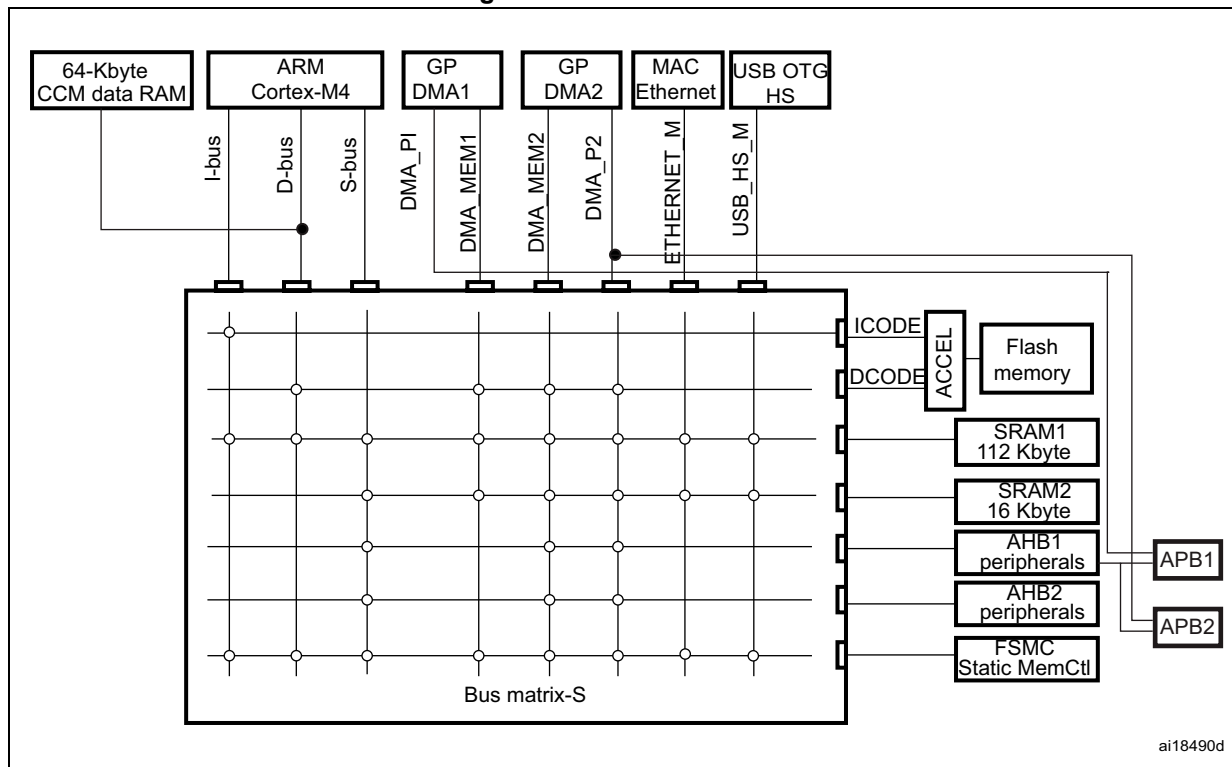 64-Kbyte
CCM data RAM
ARM
Cortex-M4
GP
DMA1
GP
DMA2
MAC
Ethernet
USB OTG
HS
I-bus
D-bus
S-bus
DMA_PI
DMA_MEM1
DMA_MEM2
DMA_P2
ETHERNET_M
USB_HS_M
ICODE
DCODE
ACCEL
Flash
memory
SRAM1
112 Kbyte
SRAM2
16 Kbyte
AHB1
peripherals
AHB2
peripherals
FSMC
Static MemCtl
APB1
APB2
Bus matrix-S
ai18490d